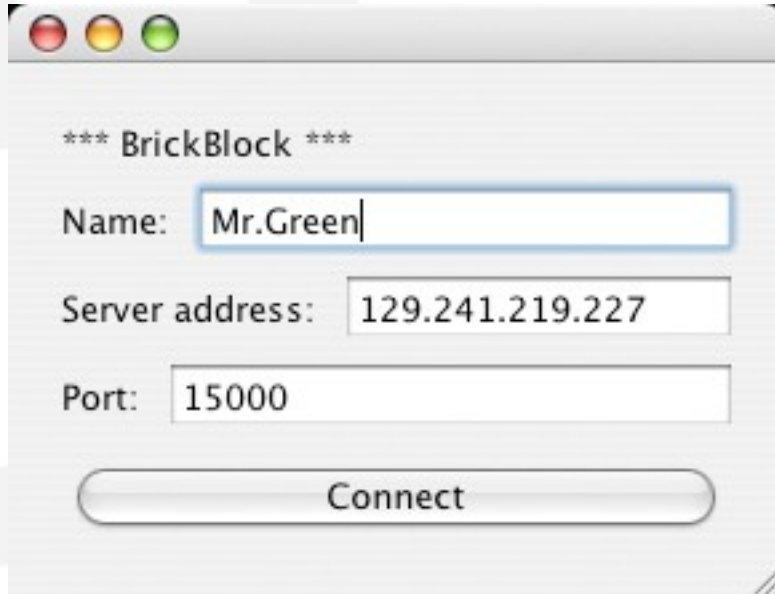 *** BrickBlock ***
Name: Mr.Green
Server address: 129.241.219.227
Port: 15000
Connect